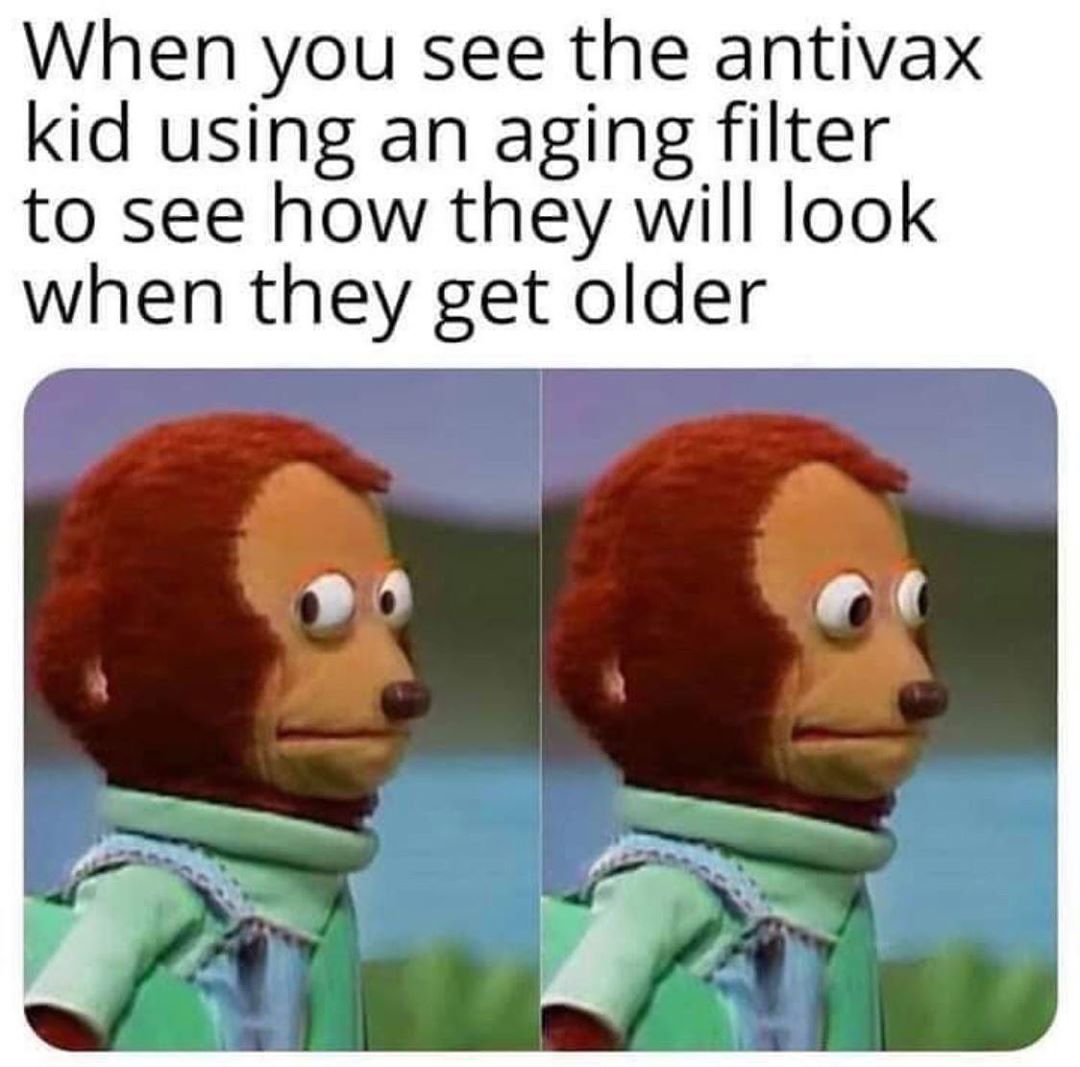 When you see the antivax
kid using an aging filter
to see how they will look
when they get older